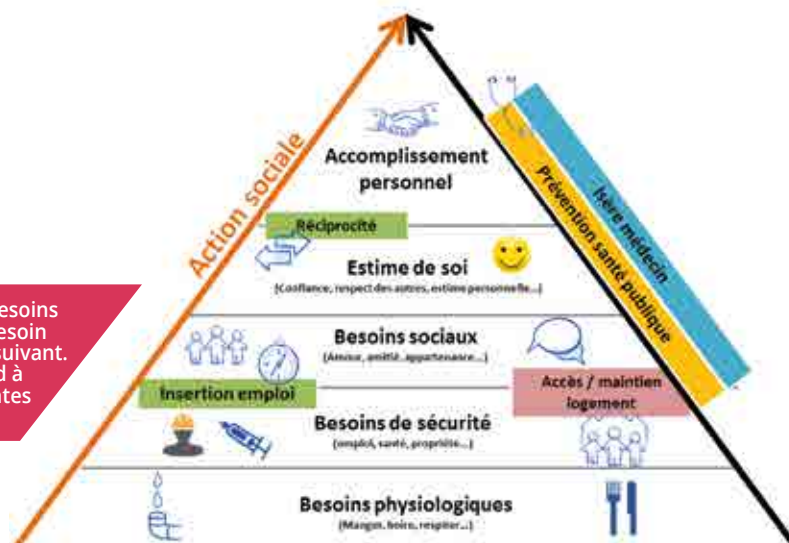 Accomplissement
personnel
Action sociale
Isère médecin
Prévention santé publique
Réciprocité
Estime de soi
(Confiance, respect des autres, estime personnelle...)
esoins
esoin
suivant.
d à
ntes
Besoins sociaux
(Amour, amitié, appartenance...)
Insertion emploi
Accès / maintien
logement
Besoins de sécurité
(emploi, santé, propriété...)
Besoins physiologiques
(Manger, boire, respirer...)